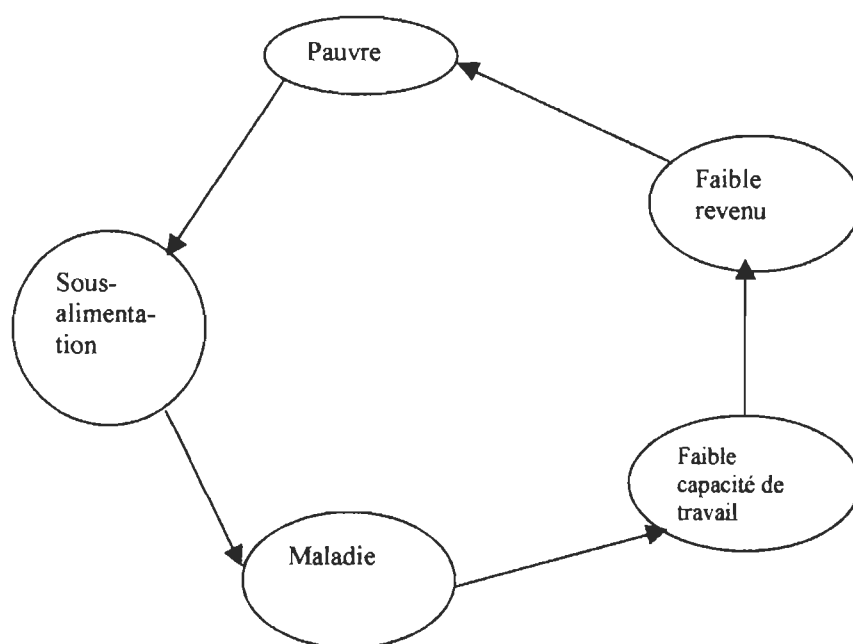 Pauvre
Faible
revenu
Sous-
alimenta-
tion
Faible
capacité de
travail
Maladie